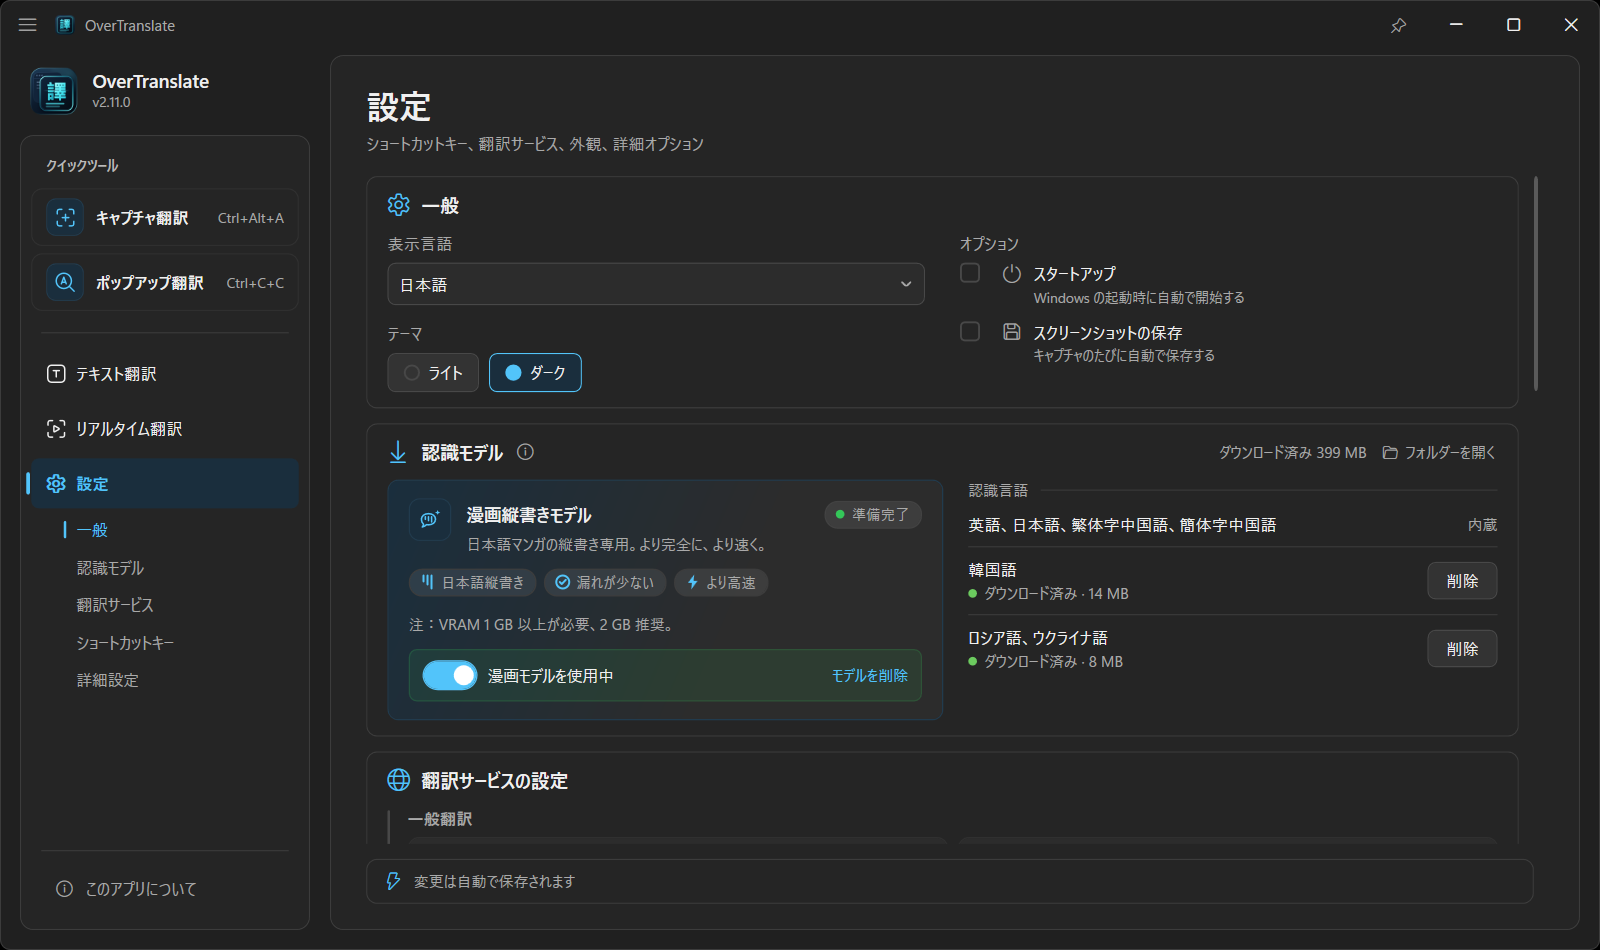 OverTranslate
OverTranslate
v2.11.0
クイックツール
キャプチャ翻訳 Ctrl+Alt+A
ポップアップ翻訳 Ctrl+C+C
テキスト翻訳
リアルタイム翻訳
設定
一般
認識モデル
翻訳サービス
ショートカットキー
詳細設定
このアプリについて
設定
ショートカットキー、翻訳サービス、外観、詳細オプション
一般
表示言語
日本語
テーマ
ライト ダーク
オプション
スタートアップ
Windows の起動時に自動で開始する
スクリーンショットの保存
キャプチャのたびに自動で保存する
認識モデル
ダウンロード済み 399 MB フォルダーを開く
漫画縦書きモデル
準備完了
日本語マンガの縦書き専用。より完全に、より速く。
日本語縦書き 漏れが少ない より高速
注：VRAM 1 GB 以上が必要、2 GB 推奨。
漫画モデルを使用中 モデルを削除
認識言語
英語、日本語、繁体字中国語、簡体字中国語 内蔵
韓国語
ダウンロード済み · 14 MB
削除
ロシア語、ウクライナ語
ダウンロード済み · 8 MB
削除
翻訳サービスの設定
一般翻訳
変更は自動で保存されます